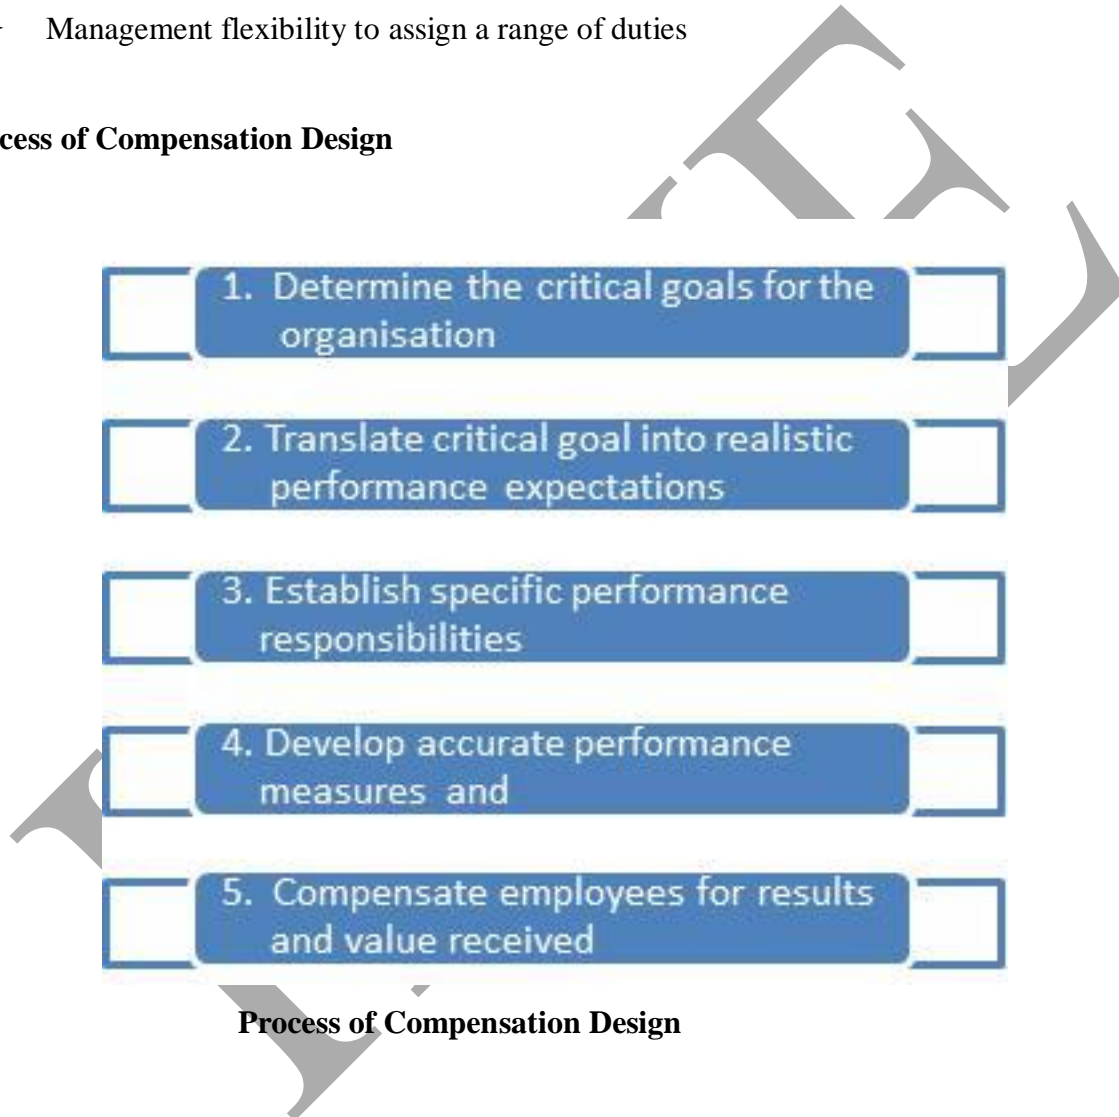 Management flexibility to assign a range of duties
cess of Compensation Design
1. Determine the critical goals for the
organisation
2. Translate critical goal into realistic
performance expectations
3. Establish specific performance
responsibilities
4. Develop accurate performance
measures and
5. Compensate employees for results
and value received
Process of Compensation Design